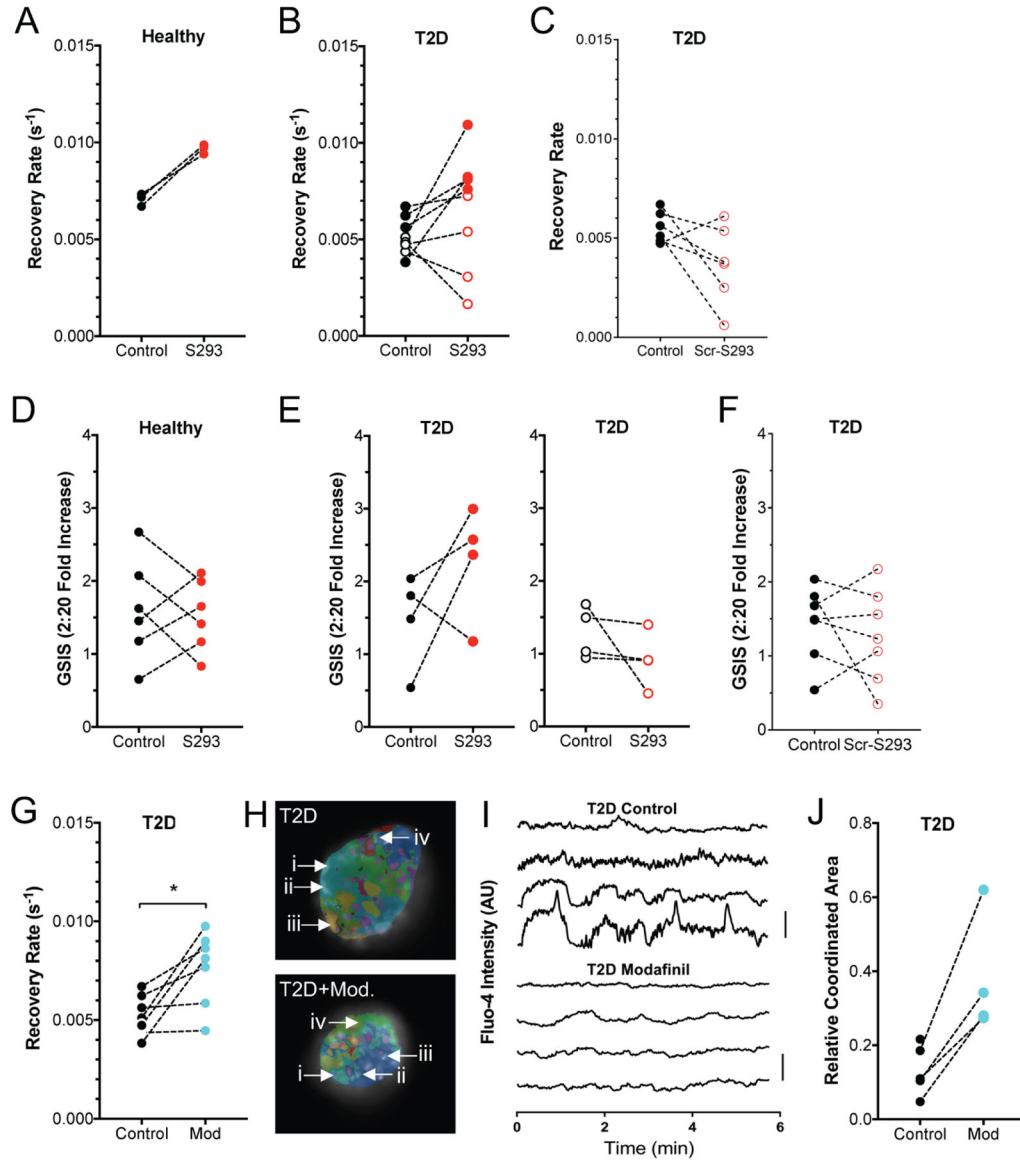 A
Healthy
Recovery Rate (s-1)
0.015
0.010
0.005
0.000
Control S293
B
T2D
Recovery Rate (s-1)
0.015
0.010
0.005
0.000
Control S293
C
T2D
Recovery Rate
0.015
0.010
0.005
0.000
Control Scr-S293
D
Healthy
GSIS (2:20 Fold Increase)
4
3
2
1
0
Control S293
E
T2D
GSIS (2:20 Fold Increase)
4
3
2
1
0
Control S293
T2D
4
3
2
1
0
Control S293
F
T2D
GSIS (2:20 Fold Increase)
4
3
2
1
0
Control Scr-S293
G
T2D
Recovery Rate (s-1)
0.015
0.010
0.005
0.000
*
Control Mod
H
T2D
i
ii
iii
iv
T2D+Mod.
iv
iii
i
ii
I
T2D Control
Fluo-4 Intensity (AU)
T2D Modafinil
0 2 4 6
Time (min)
J
T2D
Relative Coordinated Area
0.8
0.6
0.4
0.2
0.0
Control Mod